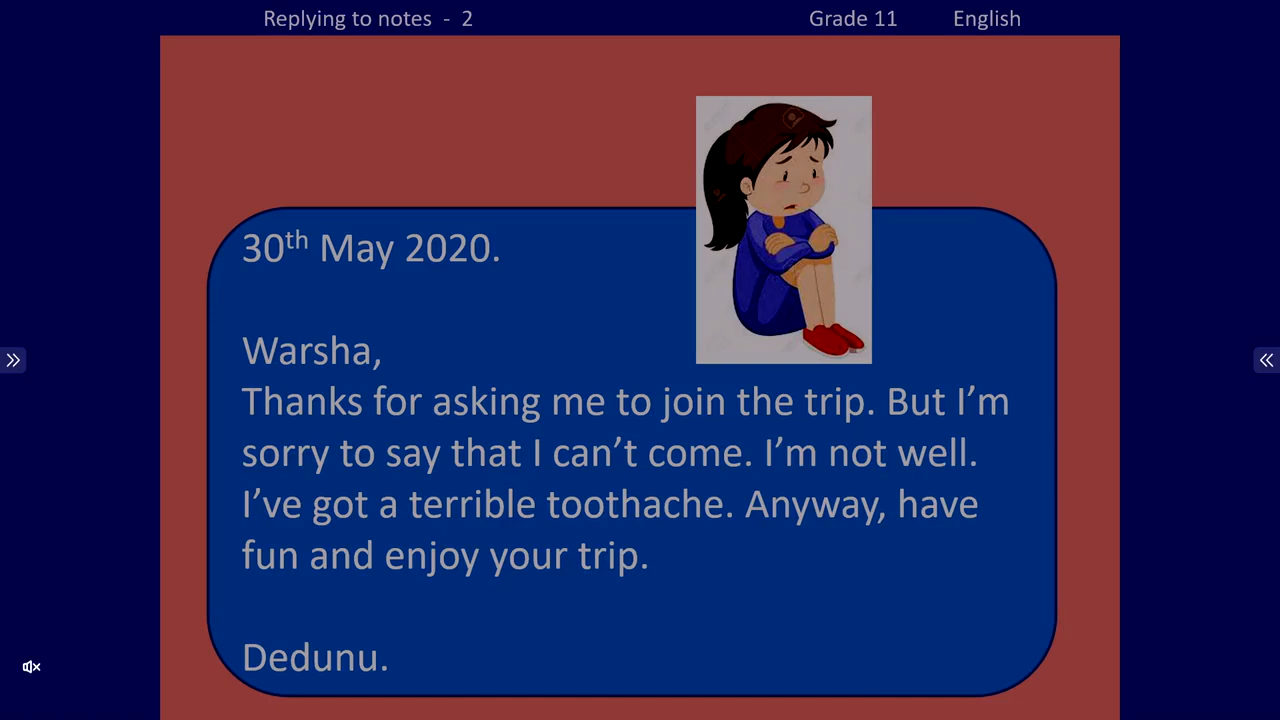 Replying to notes - 2 Grade 11 English
30th May 2020.
Warsha,
Thanks for asking me to join the trip. But I’m
sorry to say that I can’t come. I’m not well.
I’ve got a terrible toothache. Anyway, have
fun and enjoy your trip.
Dedunu.